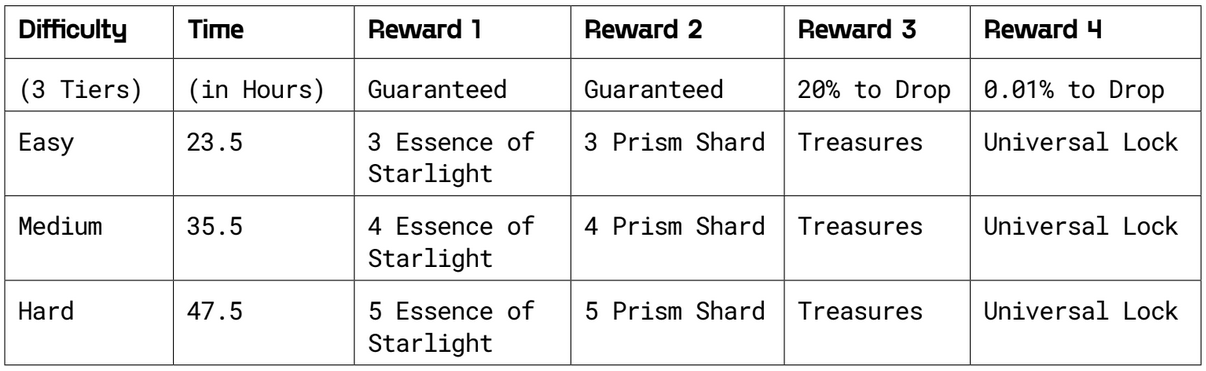 Difficulty Time Reward 1 Reward 2 Reward 3 Reward 4
(3 Tiers) (in Hours) Guaranteed Guaranteed 20% to Drop 0.01% to Drop
Easy 23.5 3 Essence of 3 Prism Shard Treasures Universal Lock
Starlight
Medium 35.5 4 Essence of 4 Prism Shard Treasures Universal Lock
Starlight
Hard 47.5 5 Essence of 5 Prism Shard Treasures Universal Lock
Starlight